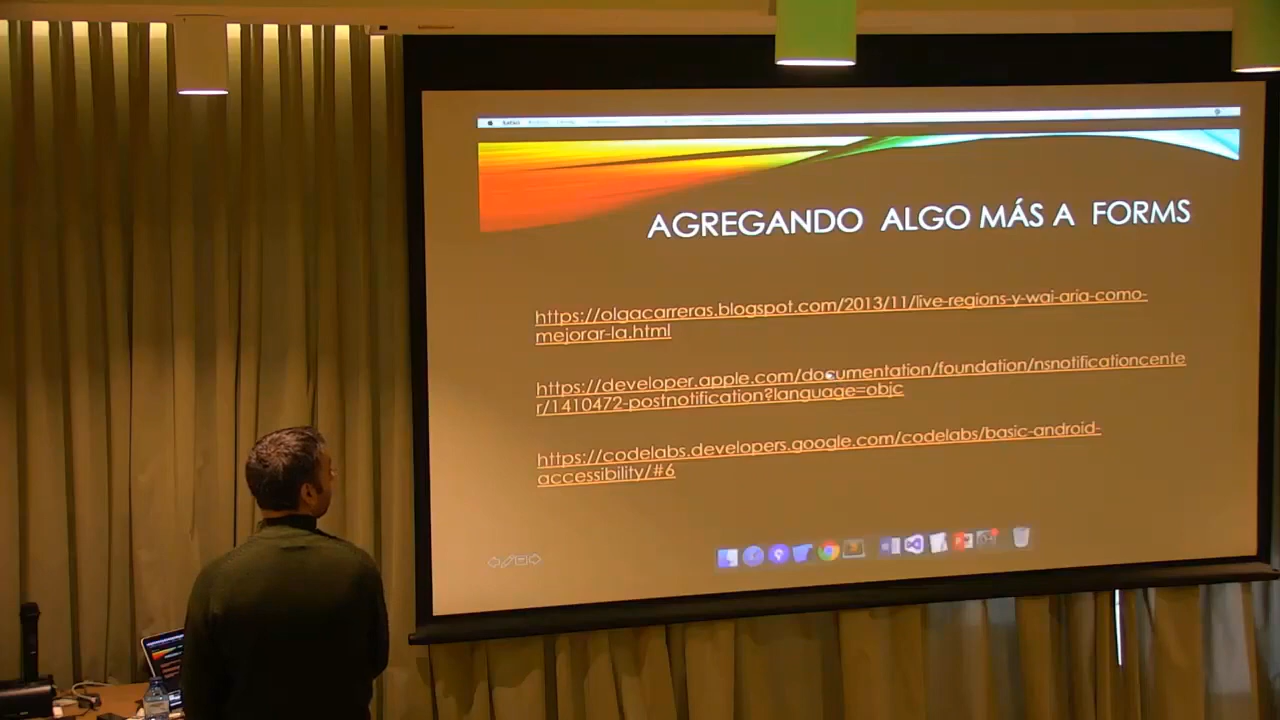 AGREGANDO ALGO MÁS A FORMS
https://olgacarreras.blogspot.com/2013/11/live-regions-y-wai-aria-como-
mejorar-la.html
https://developer.apple.com/documentation/foundation/nsnotificationcente
r/1410472-postnotification?language=objc
https://codelabs.developers.google.com/codelabs/basic-android-
accessibility/#6